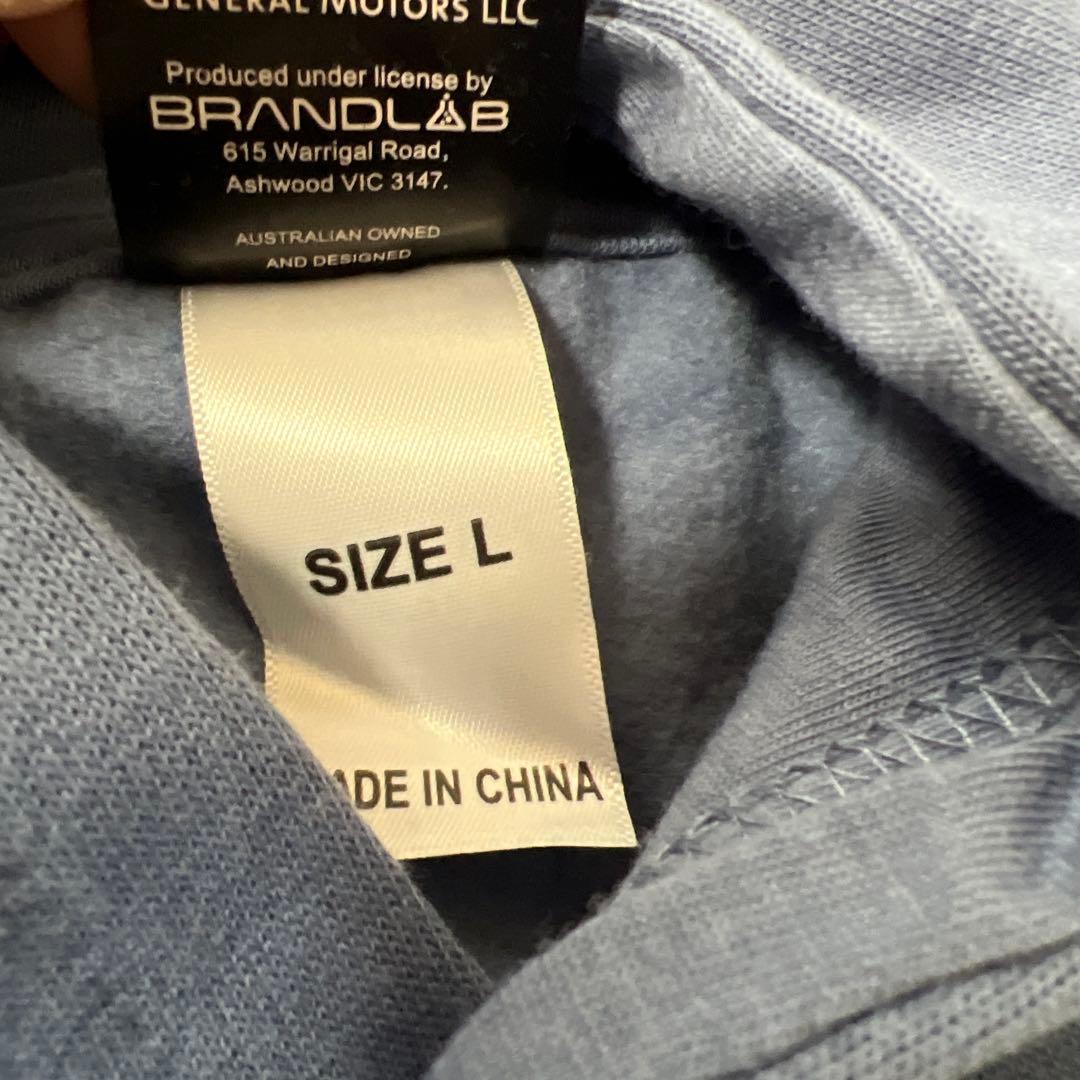 GENERAL MOTORS LLC
Produced under license by
BRANDLAB
615 Warrigal Road,
Ashwood VIC 3147.
AUSTRALIAN OWNED
AND DESIGNED
SIZE L
ADE IN CHINA